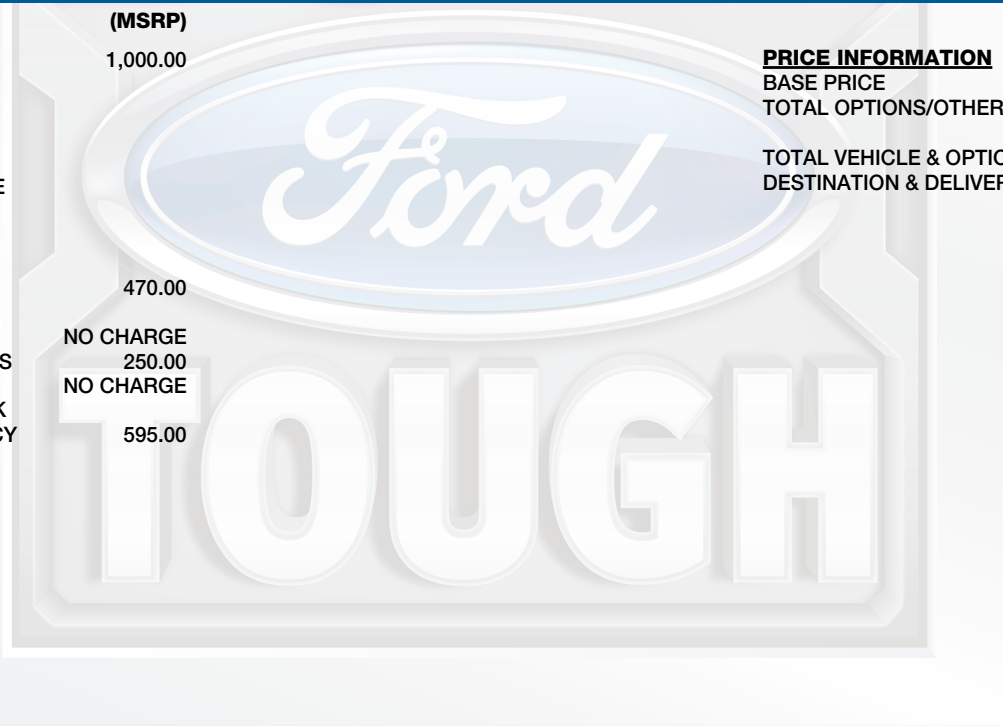 (MSRP)
1,000.00
E
470.00
NO CHARGE
S 250.00
NO CHARGE
K
CY 595.00
PRICE INFORMATION
BASE PRICE
TOTAL OPTIONS/OTHER
TOTAL VEHICLE & OPTIO
DESTINATION & DELIVER
Ford
TOUGH